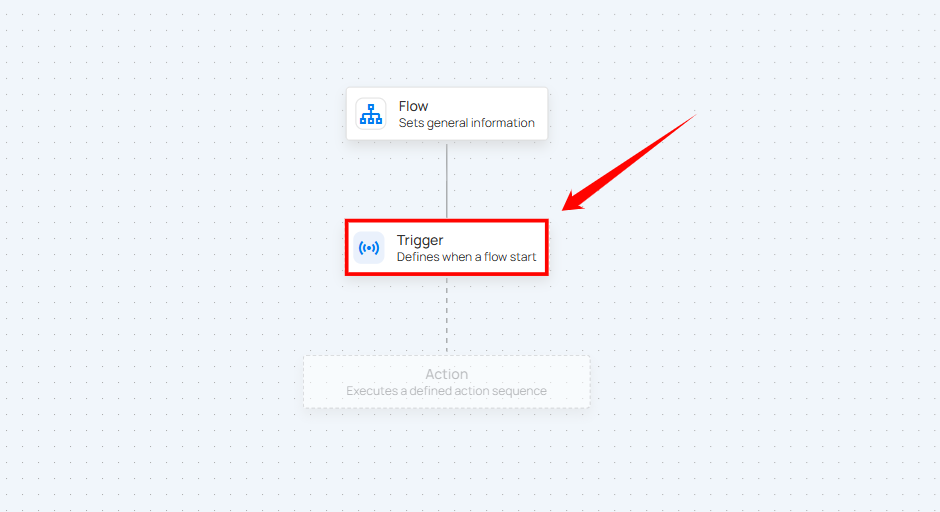 Flow
Sets general information
Trigger
Defines when a flow start
Action
Executes a defined action sequence